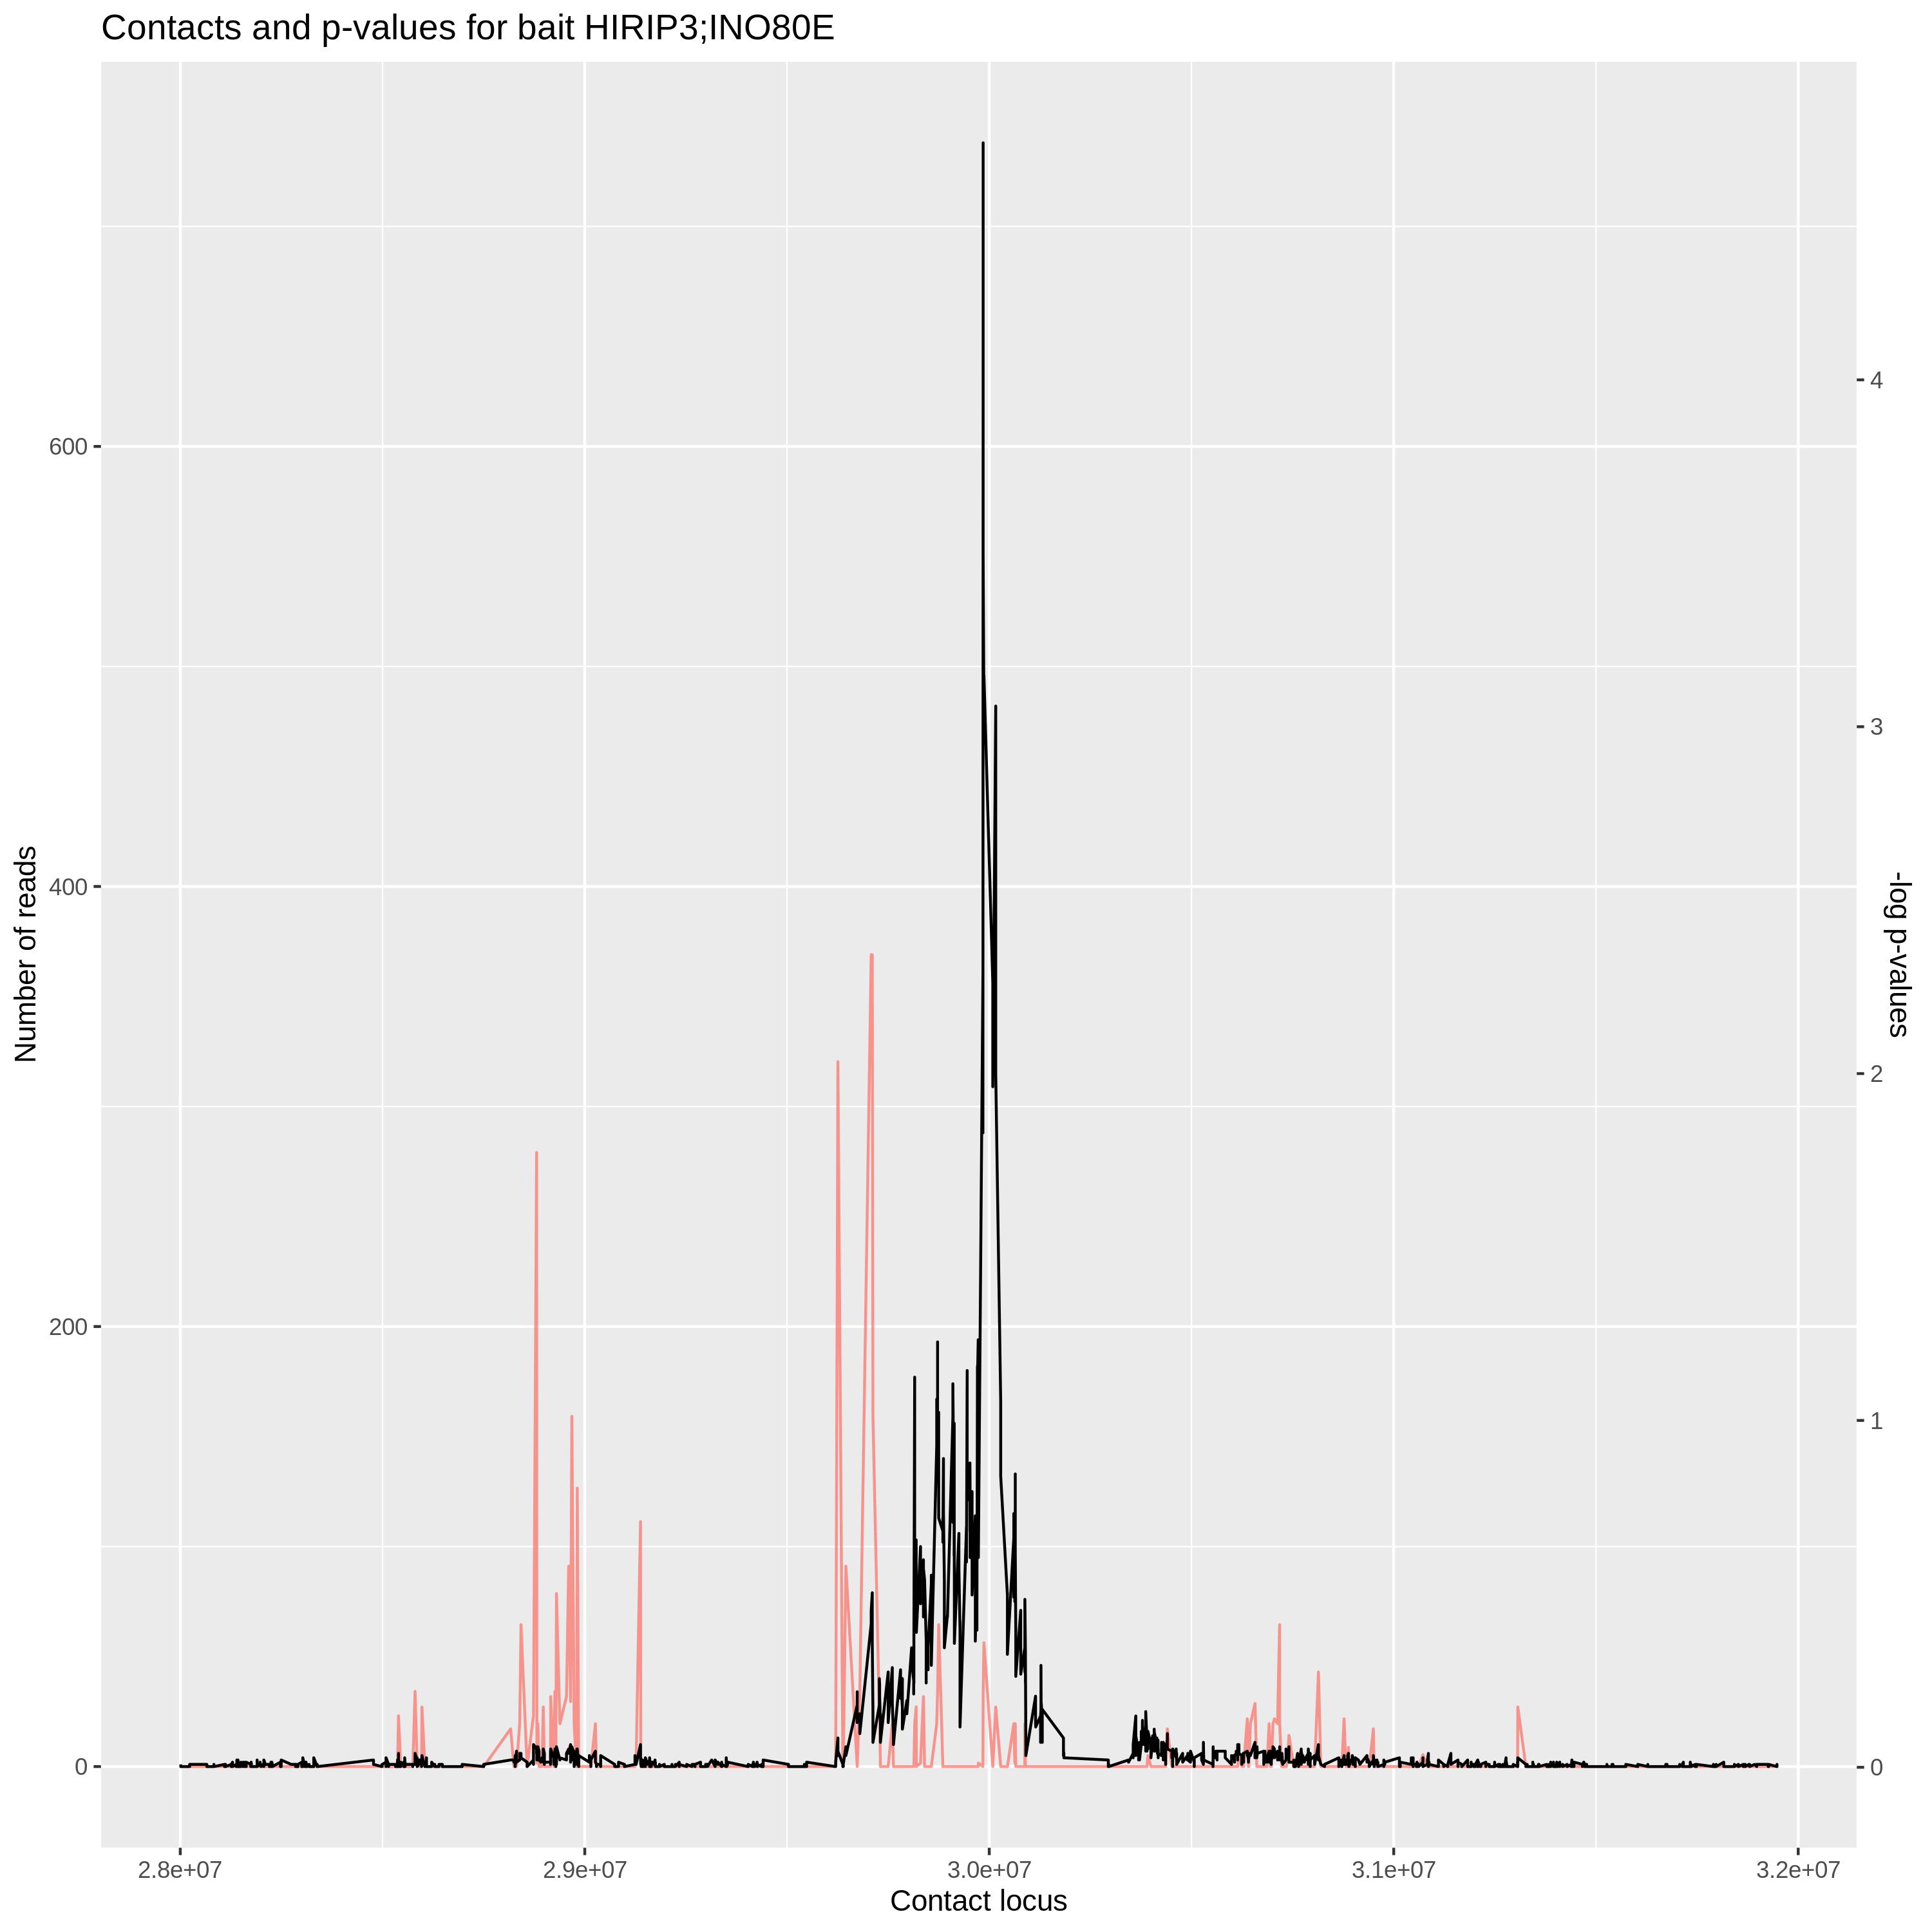 Contacts and p-values for bait HIRIP3;INO80E
Number of reads
600
400
200
0
-log p-values
4
3
2
1
0
2.8e+07
2.9e+07
3.0e+07
3.1e+07
3.2e+07
Contact locus